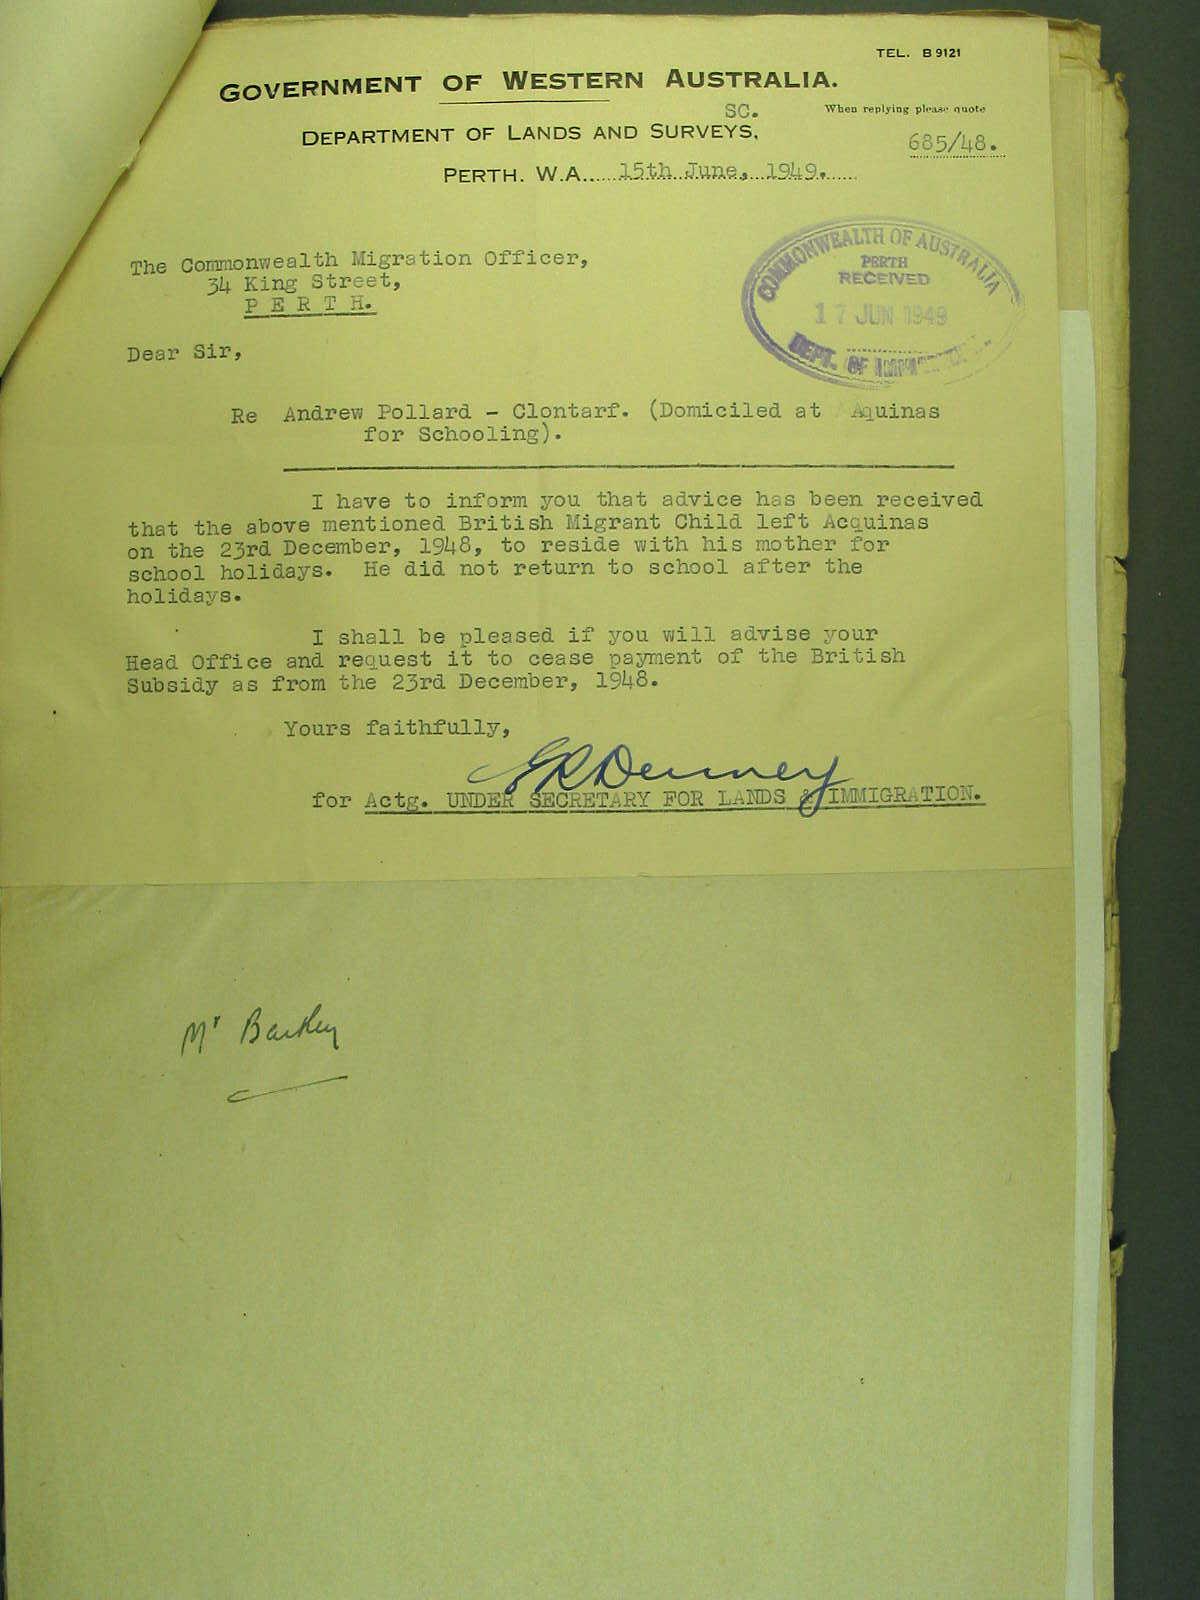 TEL. B 9121
GOVERNMENT OF WESTERN AUSTRALIA.
SC. When replying please quote
DEPARTMENT OF LANDS AND SURVEYS,
685/48.
PERTH. W.A......15th June, 1949.
The Commonwealth Migration Officer,
34 King Street,
P E R T H.
COMMONWEALTH OF AUSTRALIA
PERTH
RECEIVED
17 JUN 1949
DEPT. OF
Dear Sir,
Re Andrew Pollard - Clontarf. (Domiciled at Aquinas
for Schooling).
I have to inform you that advice has been received
that the above mentioned British Migrant Child left Acquinas
on the 23rd December, 1948, to reside with his mother for
school holidays. He did not return to school after the
holidays.
I shall be pleased if you will advise your
Head Office and request it to cease payment of the British
Subsidy as from the 23rd December, 1948.
Yours faithfully,
for Actg. UNDER SECRETARY FOR LANDS & IMMIGRATION.
Mr